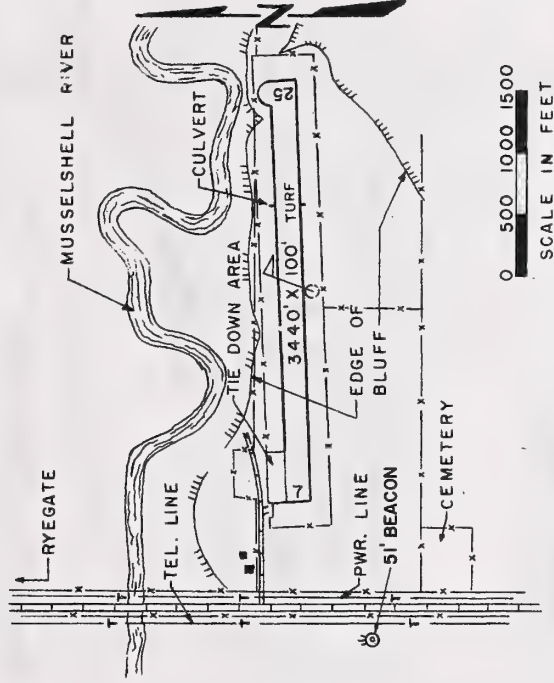 N
MUSSELSHELL RIVER
RYEGATE
CULVERT
TEL. LINE
TIE DOWN AREA
25
3440' X 100' TURF
7
EDGE OF
BLUFF
PWR. LINE
51' BEACON
CEMETERY
0 500 1000 1500
SCALE IN FEET